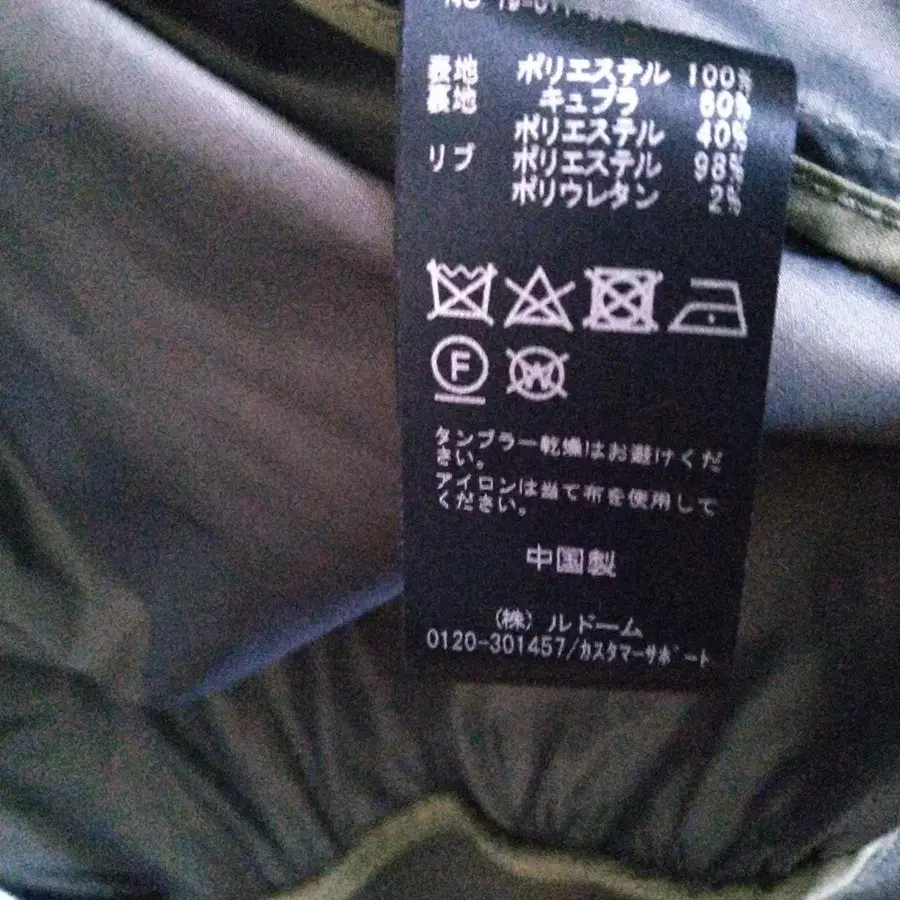 表地 ポリエステル 100%
裏地 キュプラ 60%
ポリエステル 40%
リブ ポリエステル 98%
ポリウレタン 2%
F W
タンブラー乾燥はお避けくだ
さい。
アイロンは当て布を使用して
ください。
中国製
(株)ルドーム
0120-301457/カスタマーサポート